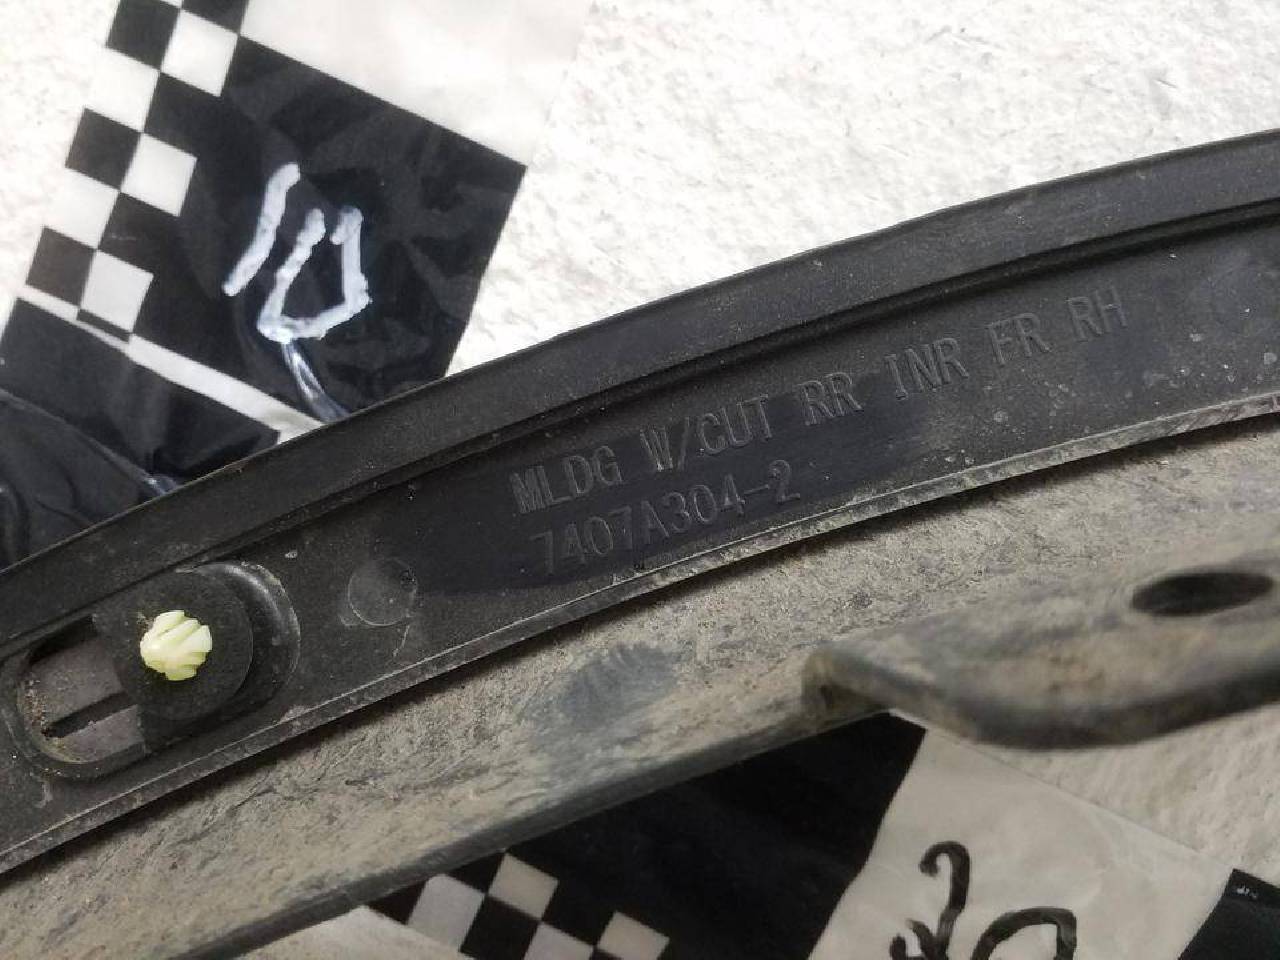 MLDG W/CUT RR INR FR RH
7407A304-2